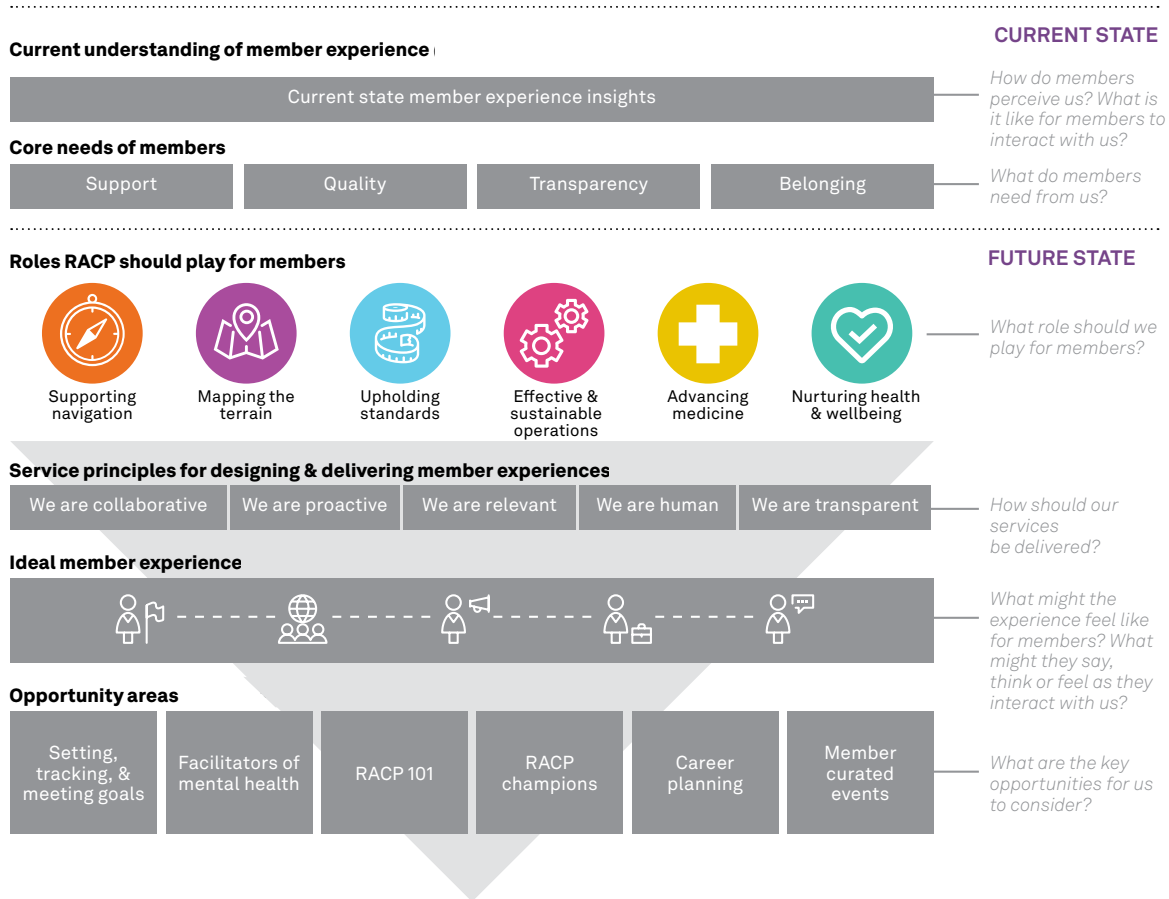 CURRENT STATE
Current understanding of member experience
Current state member experience insights
How do members
perceive us? What is
it like for members to
interact with us?
Core needs of members
Support
Quality
Transparency
Belonging
What do members
need from us?
FUTURE STATE
Roles RACP should play for members
Supporting
navigation
Mapping the
terrain
Upholding
standards
Effective &
sustainable
operations
Advancing
medicine
Nurturing health
& wellbeing
What role should we
play for members?
Service principles for designing & delivering member experiences
We are collaborative
We are proactive
We are relevant
We are human
We are transparent
How should our
services
be delivered?
Ideal member experience
What might the
experience feel like
for members? What
might they say,
think or feel as they
interact with us?
Opportunity areas
Setting,
tracking, &
meeting goals
Facilitators of
mental health
RACP 101
RACP
champions
Career
planning
Member
curated
events
What are the key
opportunities for us
to consider?